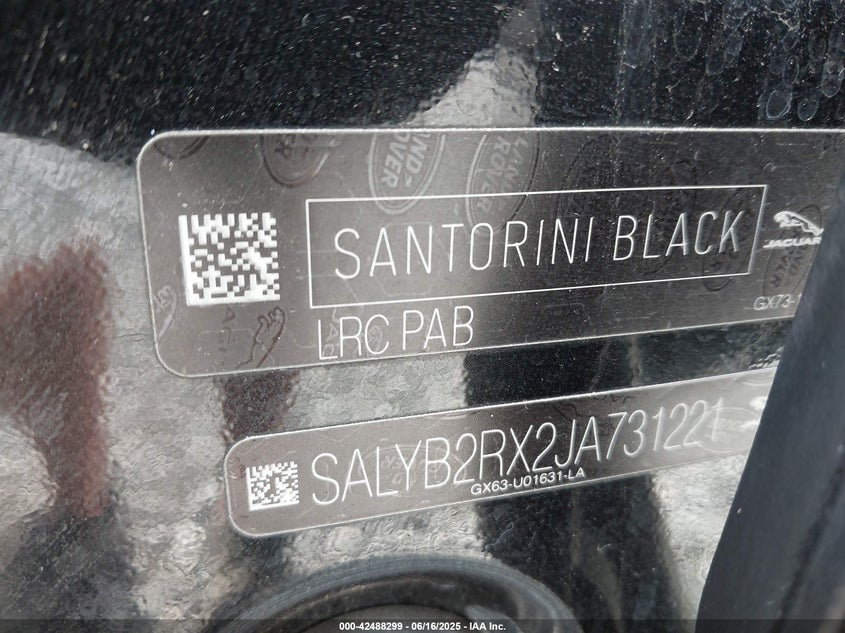 SANTORINI BLACK
JAGUAR
LRC PAB
GX73-
SALYB2RX2JA731221
GX63-U01631-LA
000-42488299 - 06/16/2025 - IAA Inc.